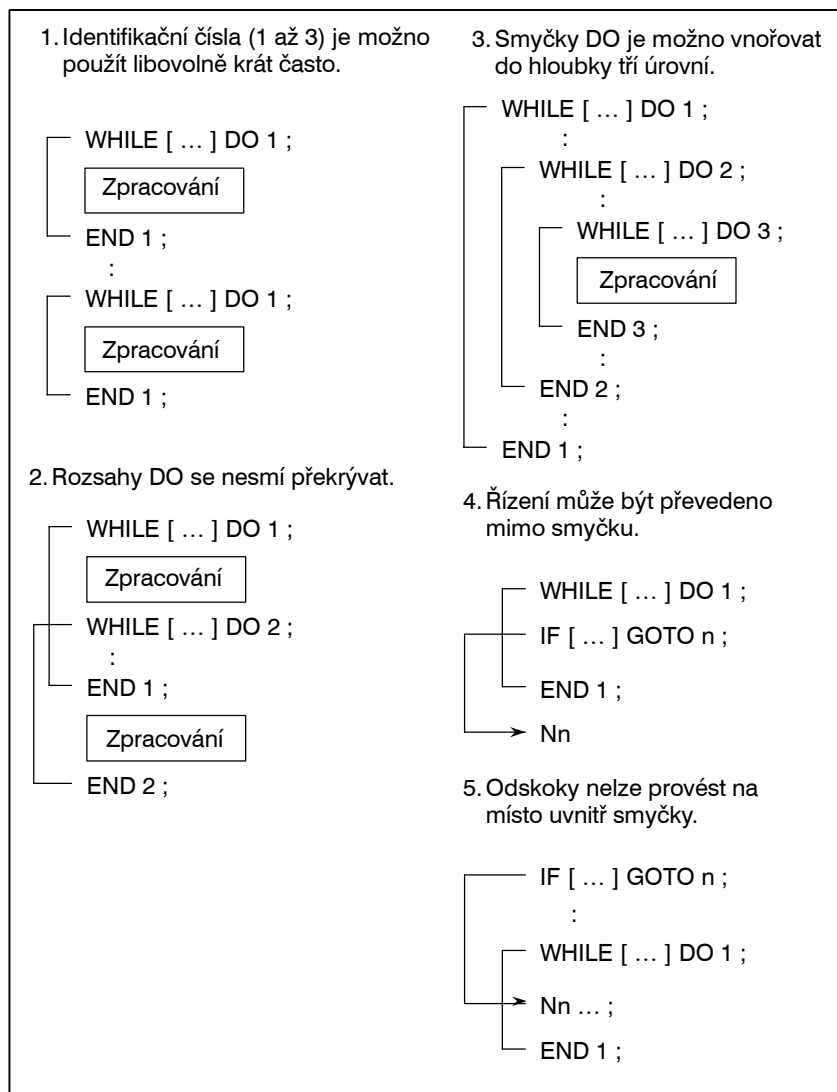 1. Identifikační čísla (1 až 3) je možno
použít libovolně krát často.
WHILE [ … ] DO 1 ;
Zpracování
END 1 ;
:
WHILE [ … ] DO 1 ;
Zpracování
END 1 ;
2. Rozsahy DO se nesmí překrývat.
WHILE [ … ] DO 1 ;
Zpracování
WHILE [ … ] DO 2 ;
:
END 1 ;
Zpracování
END 2 ;
3. Smyčky DO je možno vnořovat
do hloubky tří úrovní.
WHILE [ … ] DO 1 ;
:
WHILE [ … ] DO 2 ;
:
WHILE [ … ] DO 3 ;
Zpracování
END 3 ;
:
END 2 ;
:
END 1 ;
4. Řízení může být převedeno
mimo smyčku.
WHILE [ … ] DO 1 ;
IF [ … ] GOTO n ;
END 1 ;
Nn
5. Odskoky nelze provést na
místo uvnitř smyčky.
IF [ … ] GOTO n ;
:
WHILE [ … ] DO 1 ;
Nn … ;
END 1 ;